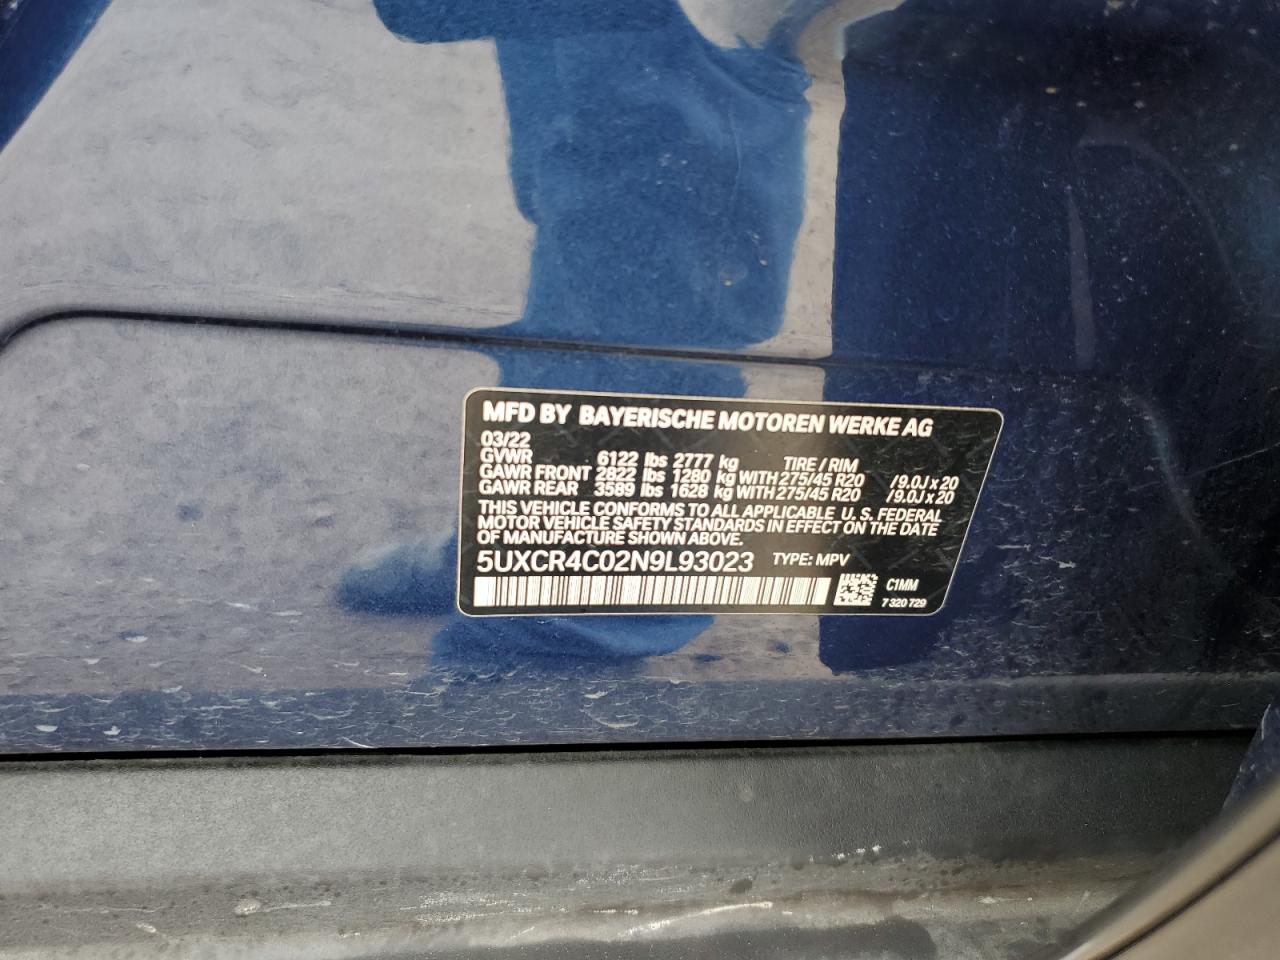 MFD BY BAYERISCHE MOTOREN WERKE AG
03/22
GVWR 6122 lbs 2777 kg TIRE / RIM
GAWR FRONT 2822 lbs 1280 kg WITH 275/45 R20 /9.0J x 20
GAWR REAR 3589 lbs 1628 kg WITH 275/45 R20 /9.0J x 20
THIS VEHICLE CONFORMS TO ALL APPLICABLE U. S. FEDERAL
MOTOR VEHICLE SAFETY STANDARDS IN EFFECT ON THE DATE
OF MANUFACTURE SHOWN ABOVE.
5UXCR4C02N9L93023 TYPE: MPV
C1MM
7 320 729